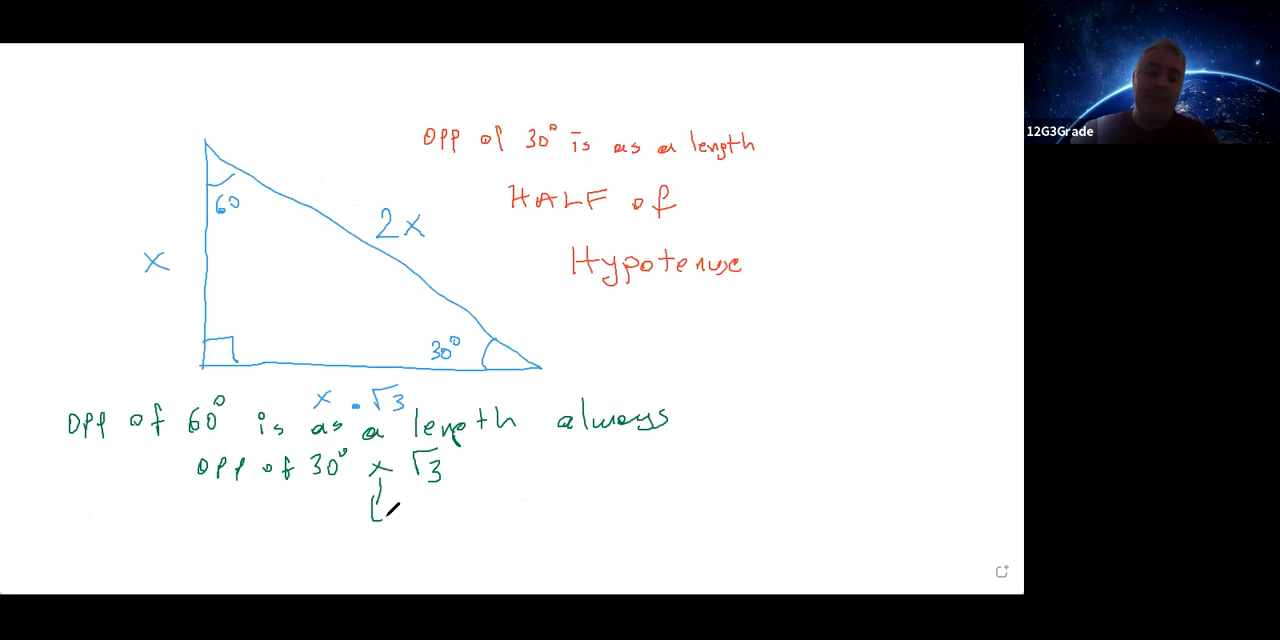 12G3Grade
OPP of 30° is as a length
HALF of
Hypotenuse
60
2x
x
30°
x . √3
OPP of 60° is as a length always
OPP of 30° x √3